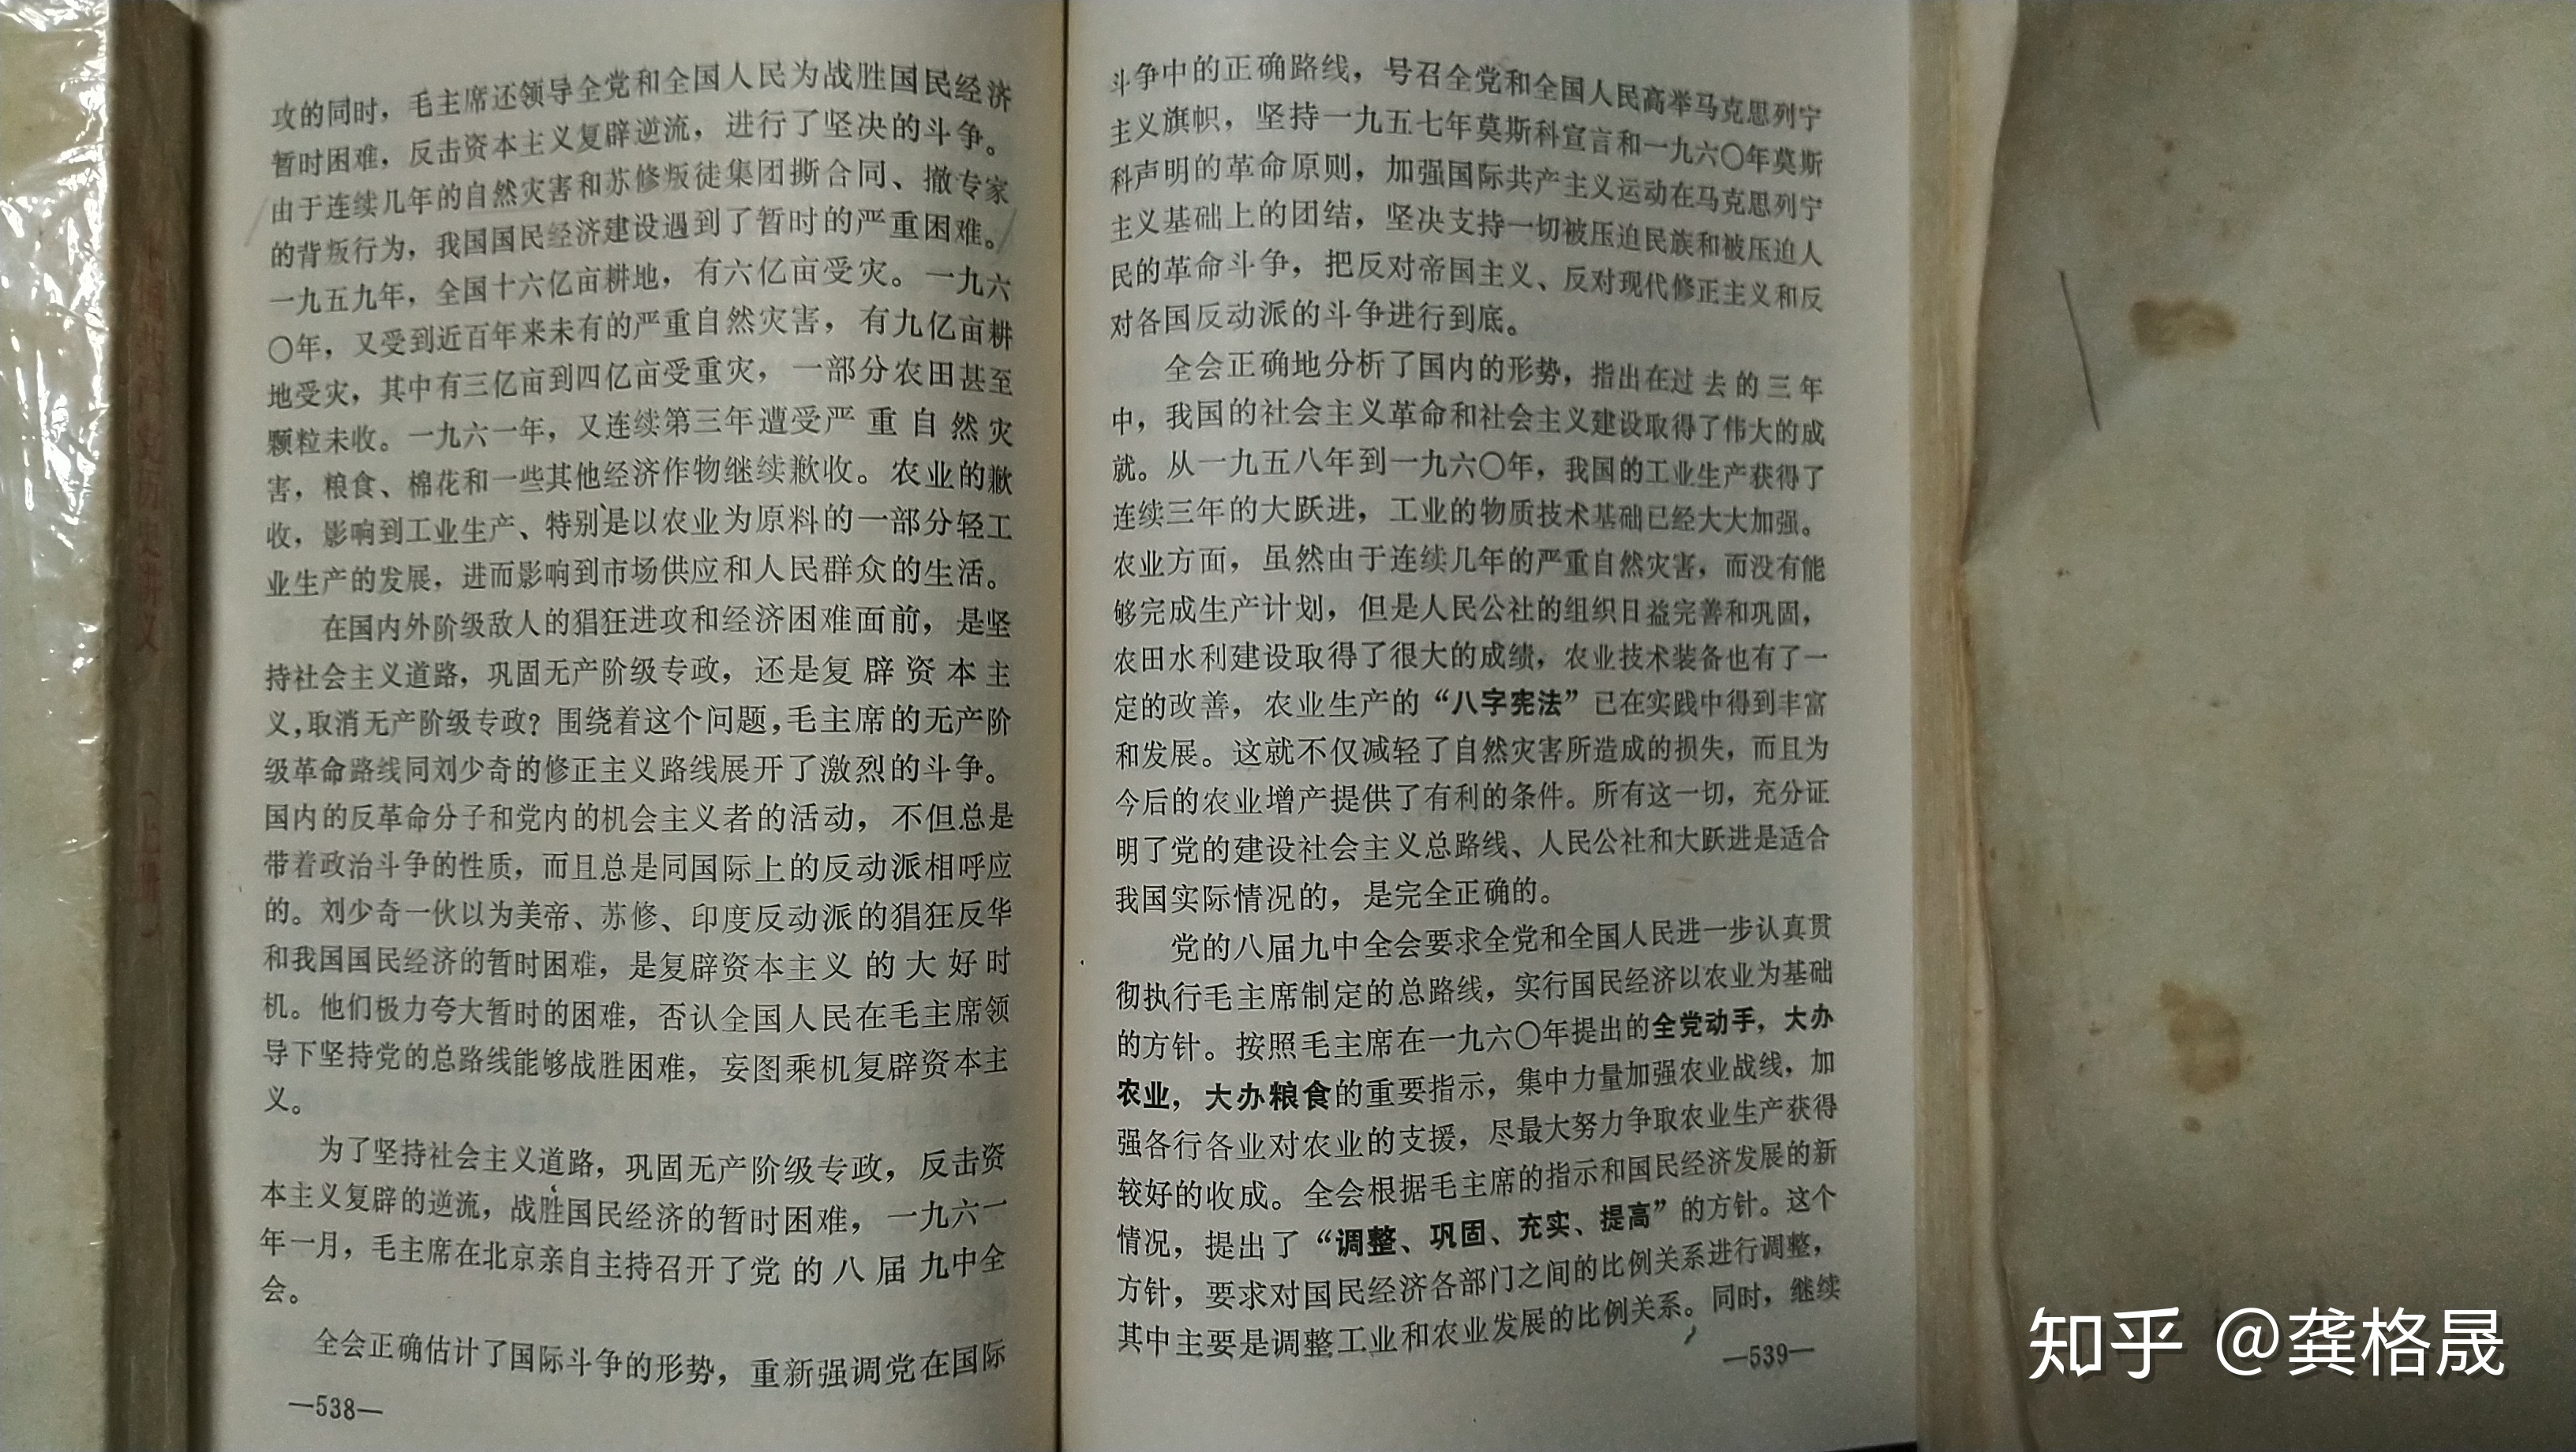 攻的同时，毛主席还领导全党和全国人民为战胜国民经济
暂时困难，反击资本主义复辟逆流，进行了坚决的斗争。
由于连续几年的自然灾害和苏修叛徒集团撕合同、撤专家
的背叛行为，我国国民经济建设遇到了暂时的严重困难。
一九五九年，全国十六亿亩耕地，有六亿亩受灾。一九六
〇年，又受到近百年来未有的严重自然灾害，有九亿亩耕
地受灾，其中有三亿亩到四亿亩受重灾，一部分农田甚至
颗粒未收。一九六一年，又连续第三年遭受严重自然灾
害，粮食、棉花和一些其他经济作物继续歉收。农业的歉
收，影响到工业生产、特别是以农业为原料的一部分轻工
业生产的发展，进而影响到市场供应和人民群众的生活。
在国内外阶级敌人的猖狂进攻和经济困难面前，是坚
持社会主义道路，巩固无产阶级专政，还是复辟资本主
义，取消无产阶级专政？围绕着这个问题，毛主席的无产阶
级革命路线同刘少奇的修正主义路线展开了激烈的斗争。
国内的反革命分子和党内的机会主义者的活动，不但总是
带着政治斗争的性质，而且总是同国际上的反动派相呼应
的。刘少奇一伙以为美帝、苏修、印度反动派的猖狂反华
和我国国民经济的暂时困难，是复辟资本主义的大好时
机。他们极力夸大暂时的困难，否认全国人民在毛主席领
导下坚持党的总路线能够战胜困难，妄图乘机复辟资本主
义。
为了坚持社会主义道路，巩固无产阶级专政，反击资
本主义复辟的逆流，战胜国民经济的暂时困难，一九六一
年一月，毛主席在北京亲自主持召开了党的八届九中全
会。
全会正确估计了国际斗争的形势，重新强调党在国际
—538—
斗争中的正确路线，号召全党和全国人民高举马克思列宁
主义旗帜，坚持一九五七年莫斯科宣言和一九六〇年莫斯
科声明的革命原则，加强国际共产主义运动在马克思列宁
主义基础上的团结，坚决支持一切被压迫民族和被压迫人
民的革命斗争，把反对帝国主义、反对现代修正主义和反
对各国反动派的斗争进行到底。
全会正确地分析了国内的形势，指出在过去的三年
中，我国的社会主义革命和社会主义建设取得了伟大的成
就。从一九五八年到一九六〇年，我国的工业生产获得了
连续三年的大跃进，工业的物质技术基础已经大大加强。
农业方面，虽然由于连续几年的严重自然灾害，而没有能
够完成生产计划，但是人民公社的组织日益完善和巩固，
农田水利建设取得了很大的成绩，农业技术装备也有了一
定的改善，农业生产的“八字宪法”已在实践中得到丰富
和发展。这就不仅减轻了自然灾害所造成的损失，而且为
今后的农业增产提供了有利的条件。所有这一切，充分证
明了党的建设社会主义总路线、人民公社和大跃进是适合
我国实际情况的，是完全正确的。
党的八届九中全会要求全党和全国人民进一步认真贯
彻执行毛主席制定的总路线，实行国民经济以农业为基础
的方针。按照毛主席在一九六〇年提出的全党动手，大办
农业，大办粮食的重要指示，集中力量加强农业战线，加
强各行各业对农业的支援，尽最大努力争取农业生产获得
较好的收成。全会根据毛主席的指示和国民经济发展的新
情况，提出了“调整、巩固、充实、提高”的方针。这个
方针，要求对国民经济各部门之间的比例关系进行调整，
其中主要是调整工业和农业发展的比例关系。同时，继续
—539—
知乎 @龚格晟